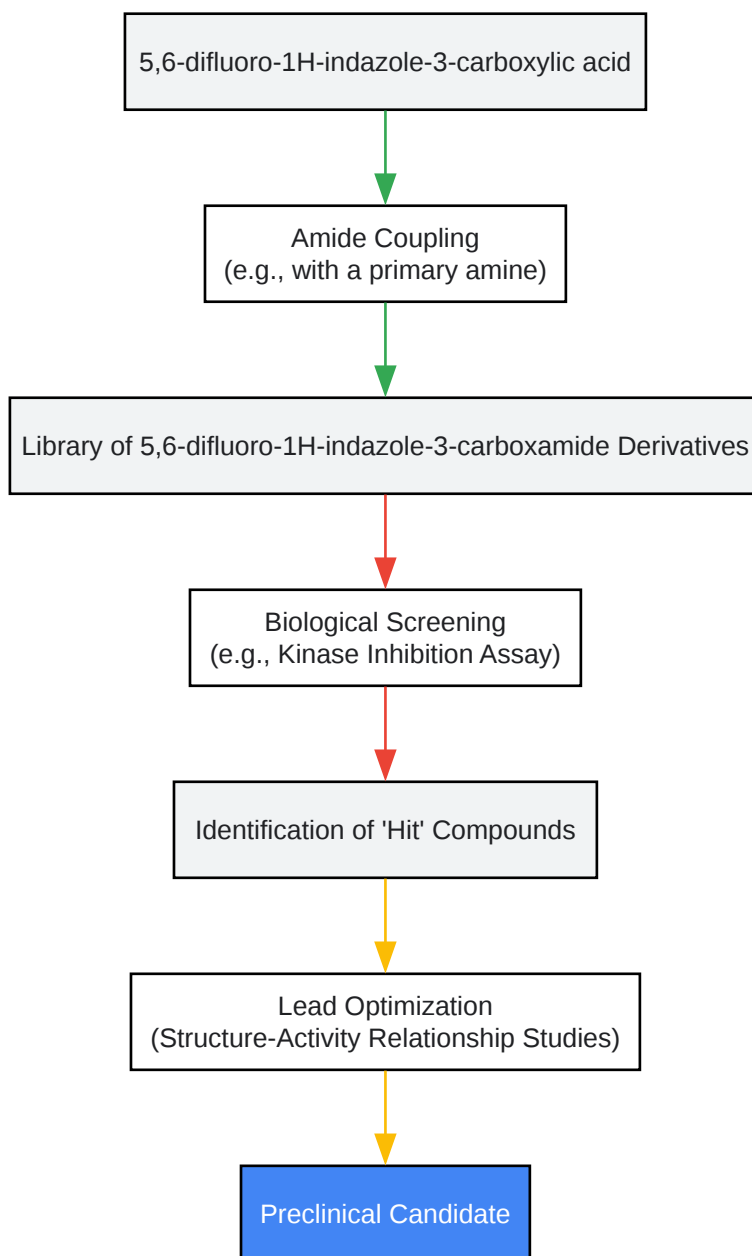 5,6-difluoro-1H-indazole-3-carboxylic acid
Amide Coupling
(e.g., with a primary amine)
Library of 5,6-difluoro-1H-indazole-3-carboxamide Derivatives
Biological Screening
(e.g., Kinase Inhibition Assay)
Identification of 'Hit' Compounds
Lead Optimization
(Structure-Activity Relationship Studies)
Preclinical Candidate